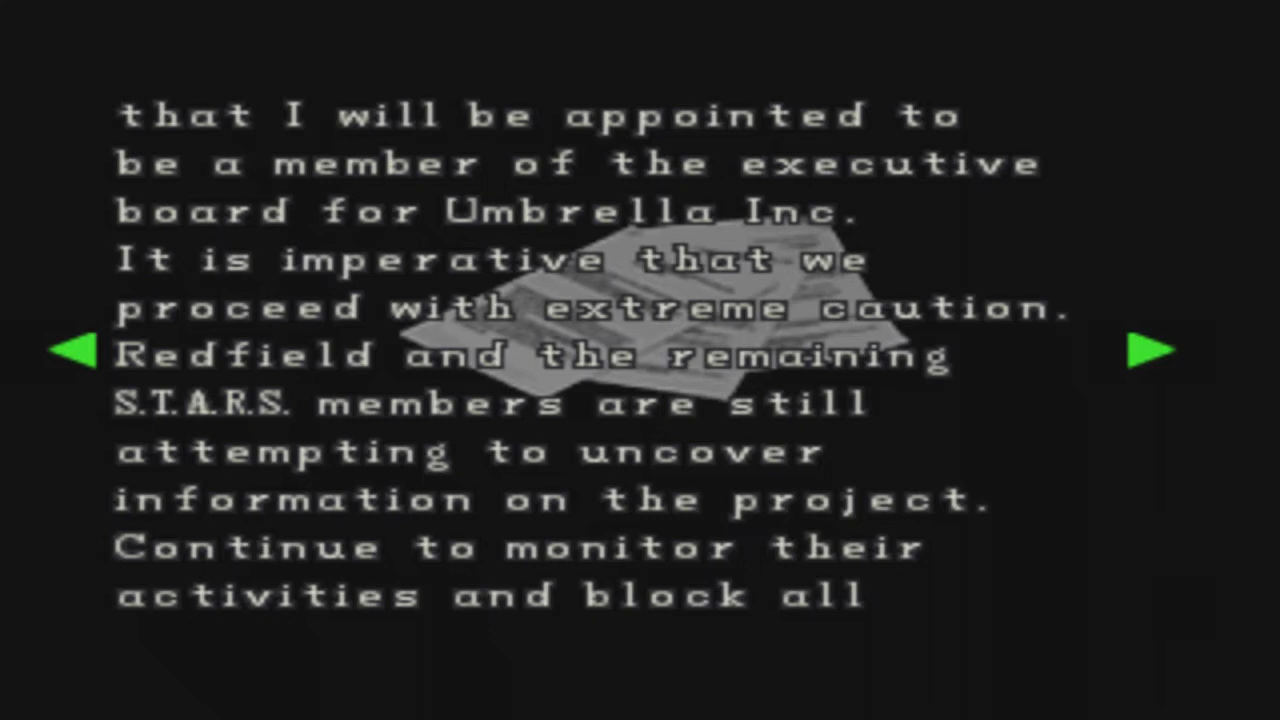 that I will be appointed to
be a member of the executive
board for Umbrella Inc.
It is imperative that we
proceed with extreme caution.
Redfield and the remaining
S.T.A.R.S. members are still
attempting to uncover
information on the project.
Continue to monitor their
activities and block all